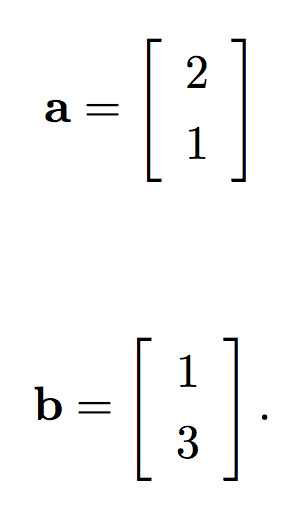 a = [ 2
1 ]
b = [ 1
3 ] .